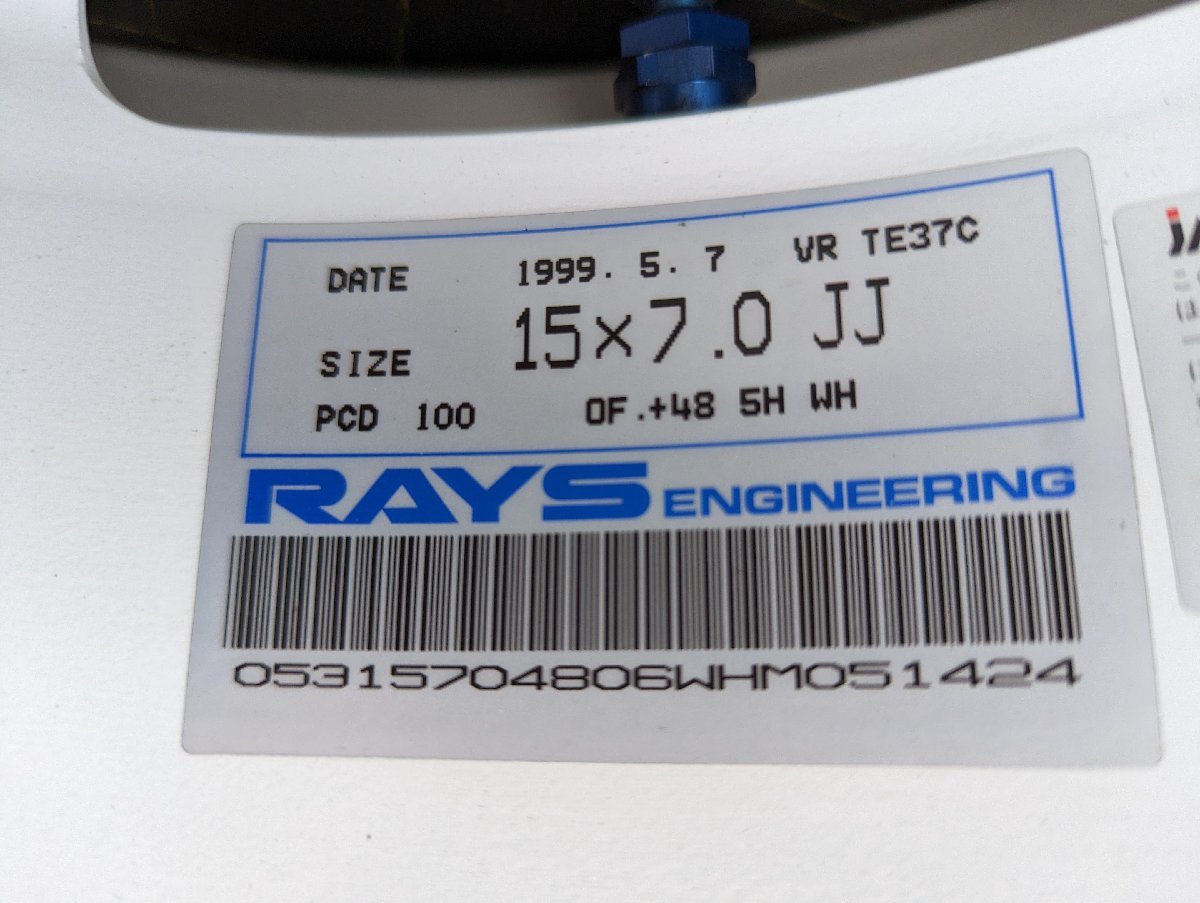 DATE 1999. 5. 7 VR TE37C
SIZE 15×7.0 JJ
PCD 100 OF.+48 5H WH
RAYS ENGINEERING
05315704806WHM051424